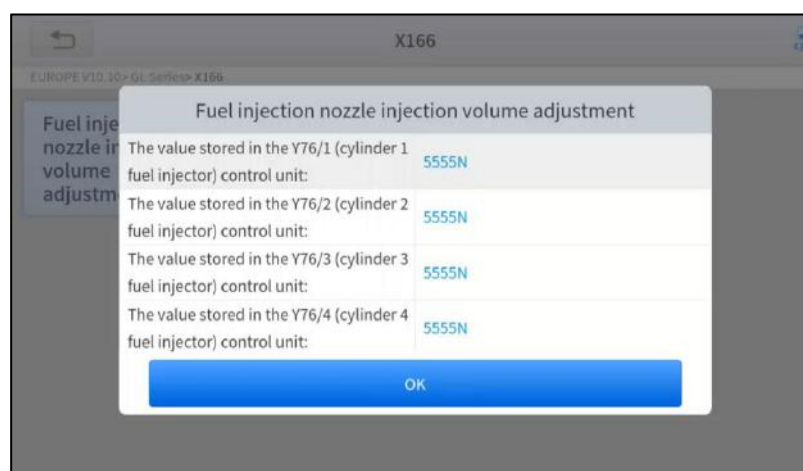 X166
EUROPE V10.10> GL Series> X166
Fuel injection nozzle injection volume adjustment
Fuel inje
nozzle in
volume
adjustm
The value stored in the Y76/1 (cylinder 1
fuel injector) control unit:
5555N
The value stored in the Y76/2 (cylinder 2
fuel injector) control unit:
5555N
The value stored in the Y76/3 (cylinder 3
fuel injector) control unit:
5555N
The value stored in the Y76/4 (cylinder 4
fuel injector) control unit:
5555N
OK